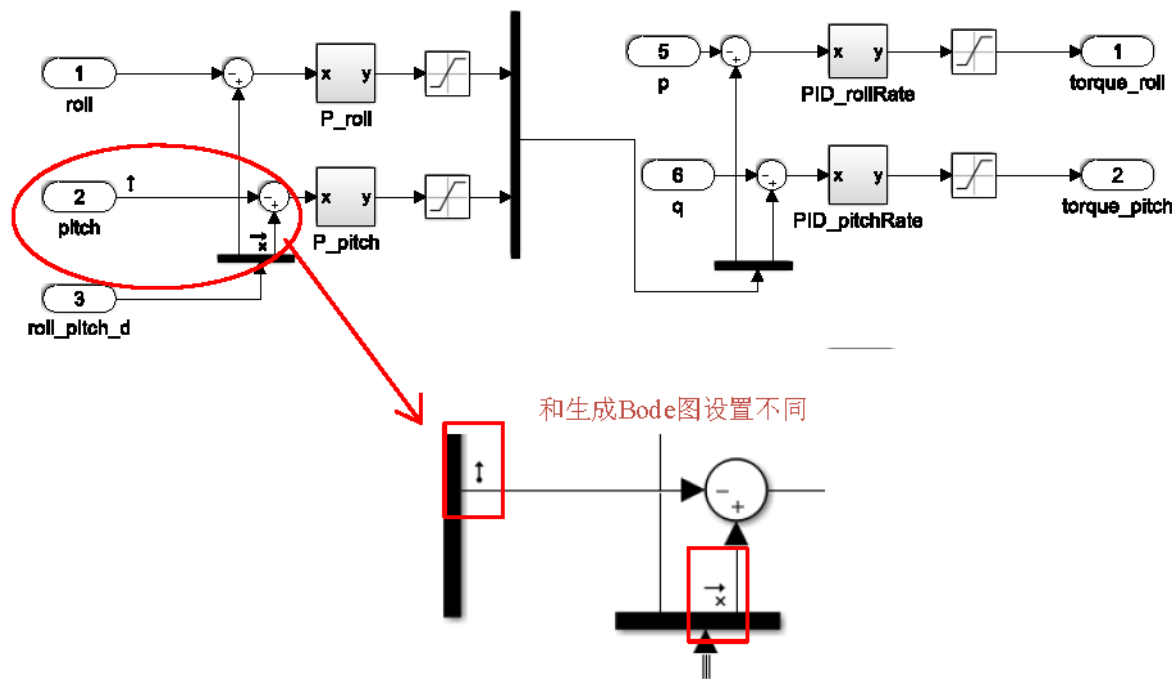 1
roll
- +
x y
P_roll
2
pitch
- +
x y
P_pitch
3
roll_pitch_d
5
p
- +
x y
PID_rollRate
1
torque_roll
6
q
- +
x y
PID_pitchRate
2
torque_pitch
和生成Bode图设置不同
- +